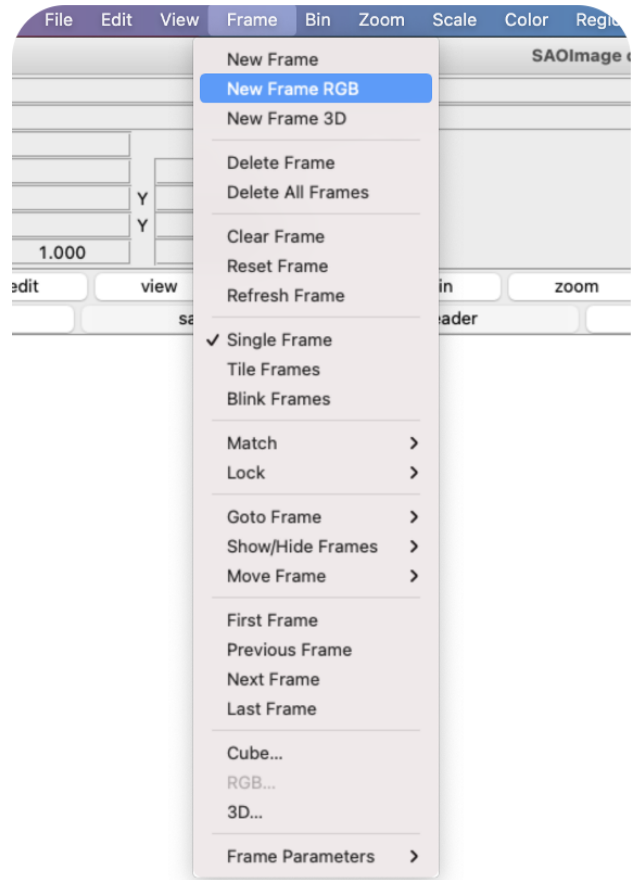 File Edit View Frame Bin Zoom Scale Color
SAOImage
New Frame
New Frame RGB
New Frame 3D
Delete Frame
Delete All Frames
Y
Y
Clear Frame
1.000
Reset Frame
edit view in zoom
Refresh Frame
sa eader
✓ Single Frame
Tile Frames
Blink Frames
Match >
Lock >
Goto Frame >
Show/Hide Frames >
Move Frame >
First Frame
Previous Frame
Next Frame
Last Frame
Cube...
RGB...
3D...
Frame Parameters >